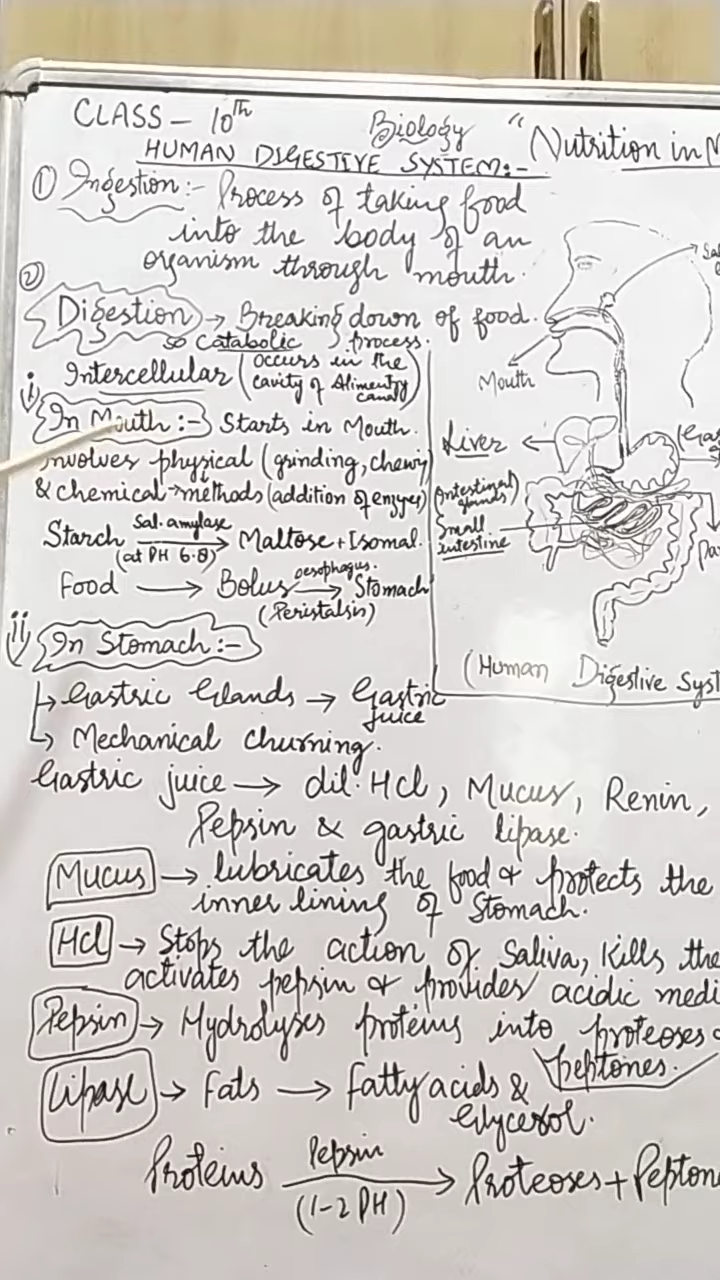 CLASS - 10th Biology "Nutrition in
HUMAN DIGESTIVE SYSTEM:-
① Ingestion:- Process of taking food
into the body of an
organism through mouth.
②
Digestion → Breaking down of food.
Catabolic process.
Intercellular (occurs in the
cavity of Alimentry
canal)
i
In Mouth:- Starts in Mouth.
involves physical (grinding, chewing
& chemical → methods (addition of enzymes)
Starch Sal. amylase → Maltose + Isomal.
(at PH 6.8)
Food → Bolus oesophagus. → Stomach
(Peristalsin)
ii
In Stomach:-
→ Gastric Glands → Gastric
Juice
→ Mechanical churning.
Gastric juice → dil. Hcl, Mucus, Renin,
Pepsin & gastric lipase.
Mucus → lubricates the food & protects the
inner lining of Stomach.
Hcl → Stops the action of Saliva, Kills the
activates pepsin & provides acidic medi
Pepsin → Hydrolyses proteins into proteoses
peptones.
Lipase → Fats → Fatty acids &
Glycerol.
Proteins Pepsin → Proteoses + Pepton
(1-2 PH)
Mouth
Liver
(Intestinal
glands)
Small
intestine
(Human Digestive Syst